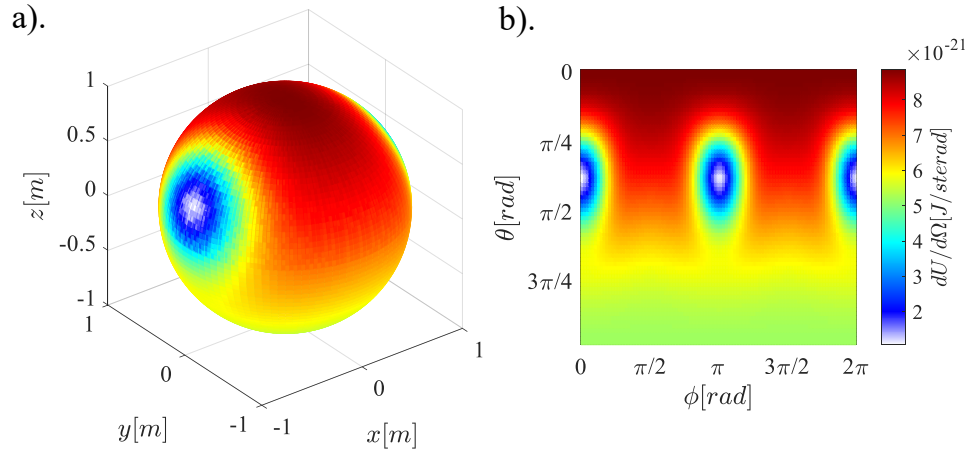 a).
1
0.5
0
-0.5
-1
z[m]
1
0
-1
y[m]
-1
0
1
x[m]
b).
0
π/4
π/2
3π/4
θ[rad]
0
π/2
π
3π/2
2π
ϕ[rad]
×10⁻²¹
8
7
6
5
4
3
2
dU/dΩ[J/sterad]